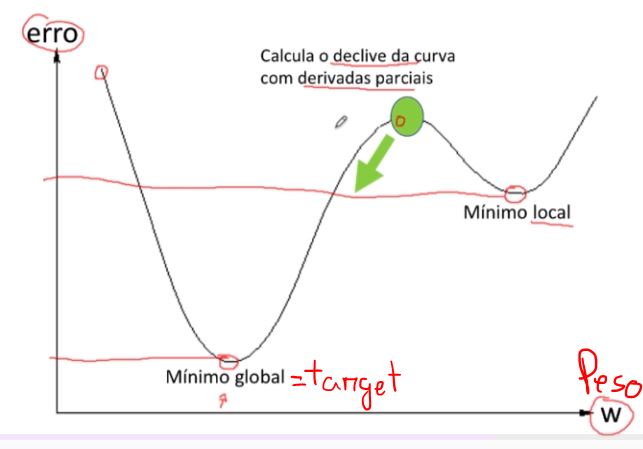 erro
Calcula o declive da curva
com derivadas parciais
Mínimo local
Mínimo global =target
Peso
w